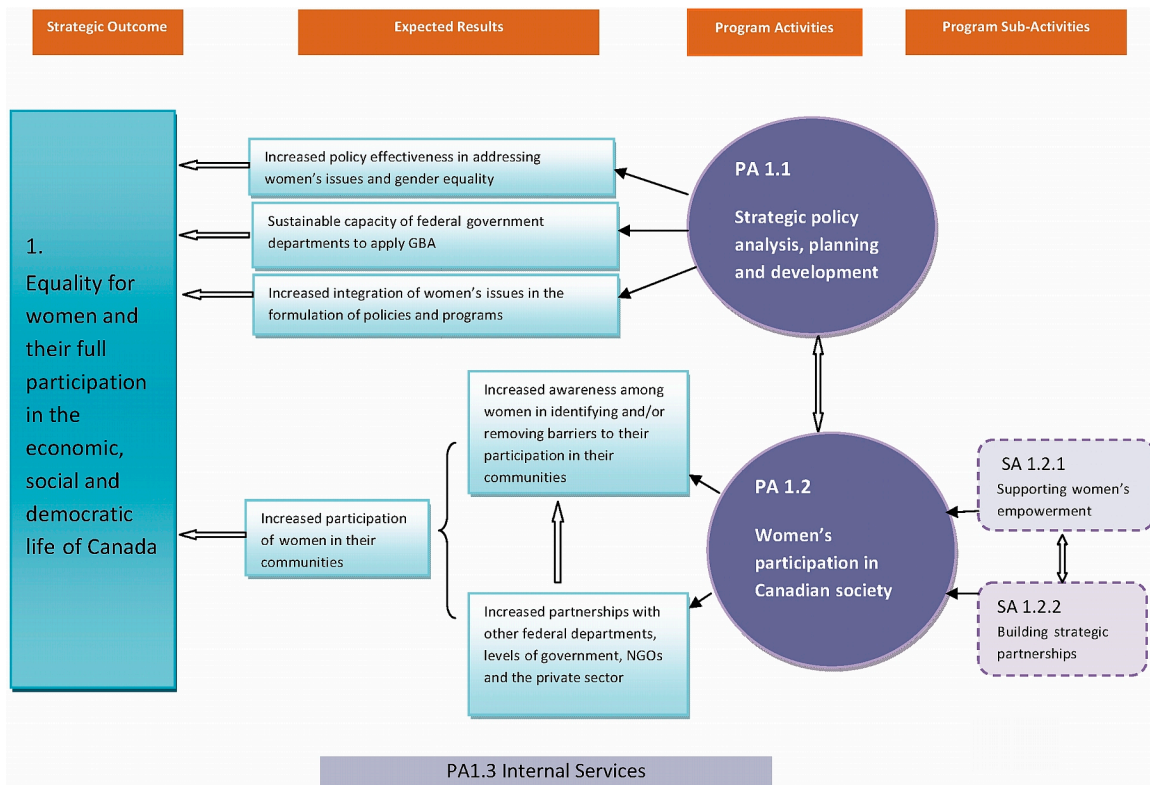 Strategic Outcome
Expected Results
Program Activities
Program Sub-Activities
1.
Equality for
women and
their full
participation
in the
economic,
social and
democratic
life of Canada
Increased policy effectiveness in addressing
women's issues and gender equality
Sustainable capacity of federal government
departments to apply GBA
Increased integration of women's issues in the
formulation of policies and programs
PA 1.1
Strategic policy
analysis, planning
and development
Increased participation
of women in their
communities
Increased awareness among
women in identifying and/or
removing barriers to their
participation in their
communities
Increased partnerships with
other federal departments,
levels of government, NGOs
and the private sector
PA 1.2
Women's
participation in
Canadian society
SA 1.2.1
Supporting women's
empowerment
SA 1.2.2
Building strategic
partnerships
PA1.3 Internal Services